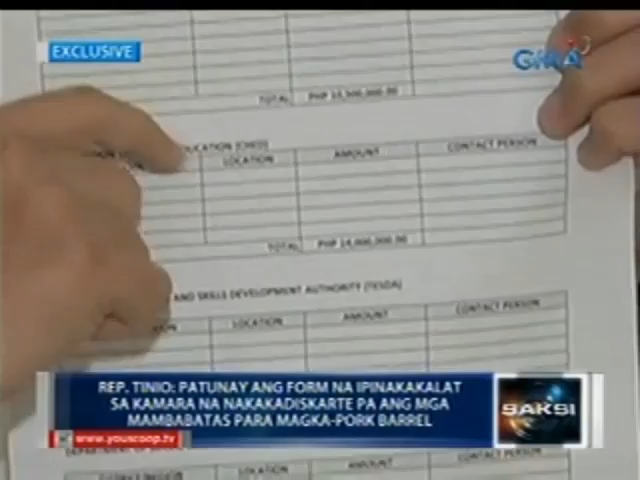 EXCLUSIVE
GMA
TOTAL PHP 14,000,000.00
EDUCATION (CHED)
LOCATION AMOUNT CONTACT PERSON
TOTAL PHP 14,000,000.00
AND SKILLS DEVELOPMENT AUTHORITY (TESDA)
LOCATION AMOUNT CONTACT PERSON
REP. TINIO: PATUNAY ANG FORM NA IPINAKAKALAT
SA KAMARA NA NAKAKADISKARTE PA ANG MGA
MAMBABATAS PARA MAGKA-PORK BARREL
SAKSI
www.youscoop.tv
LOCATION AMOUNT CONTACT PERSON